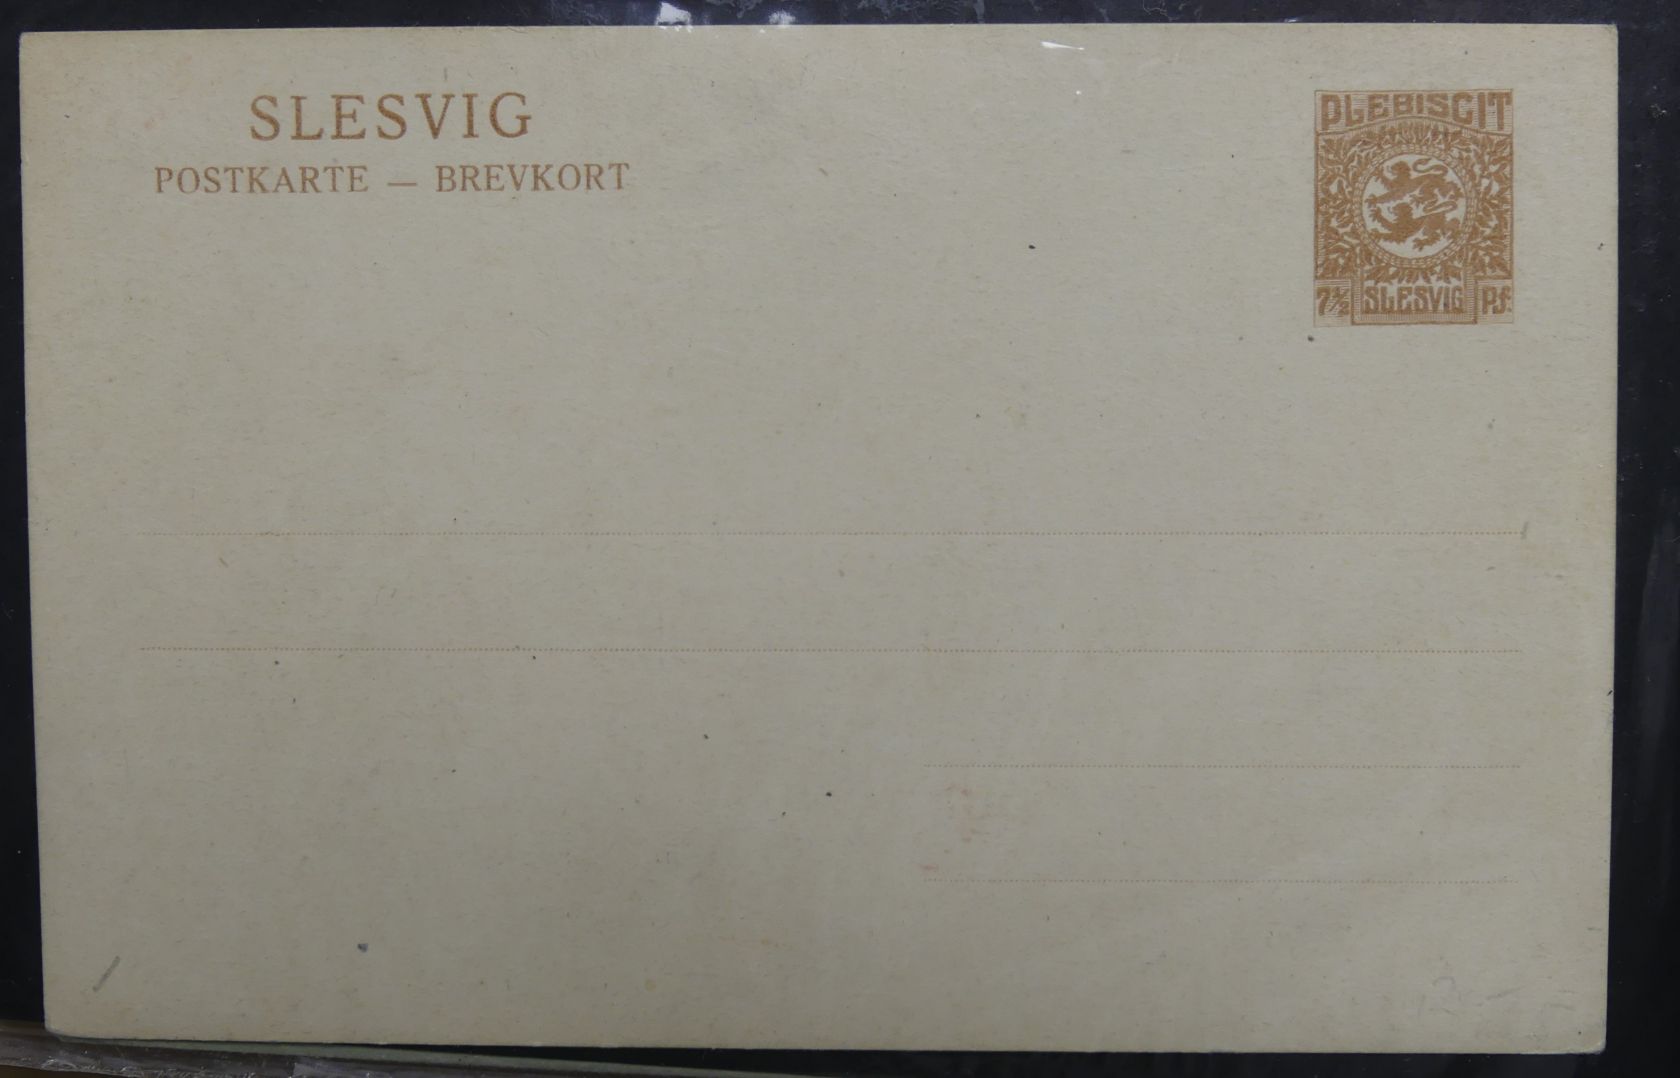 SLESVIG
POSTKARTE — BREVKORT
PLEBISCIT
7½ SLESVIG Pf.